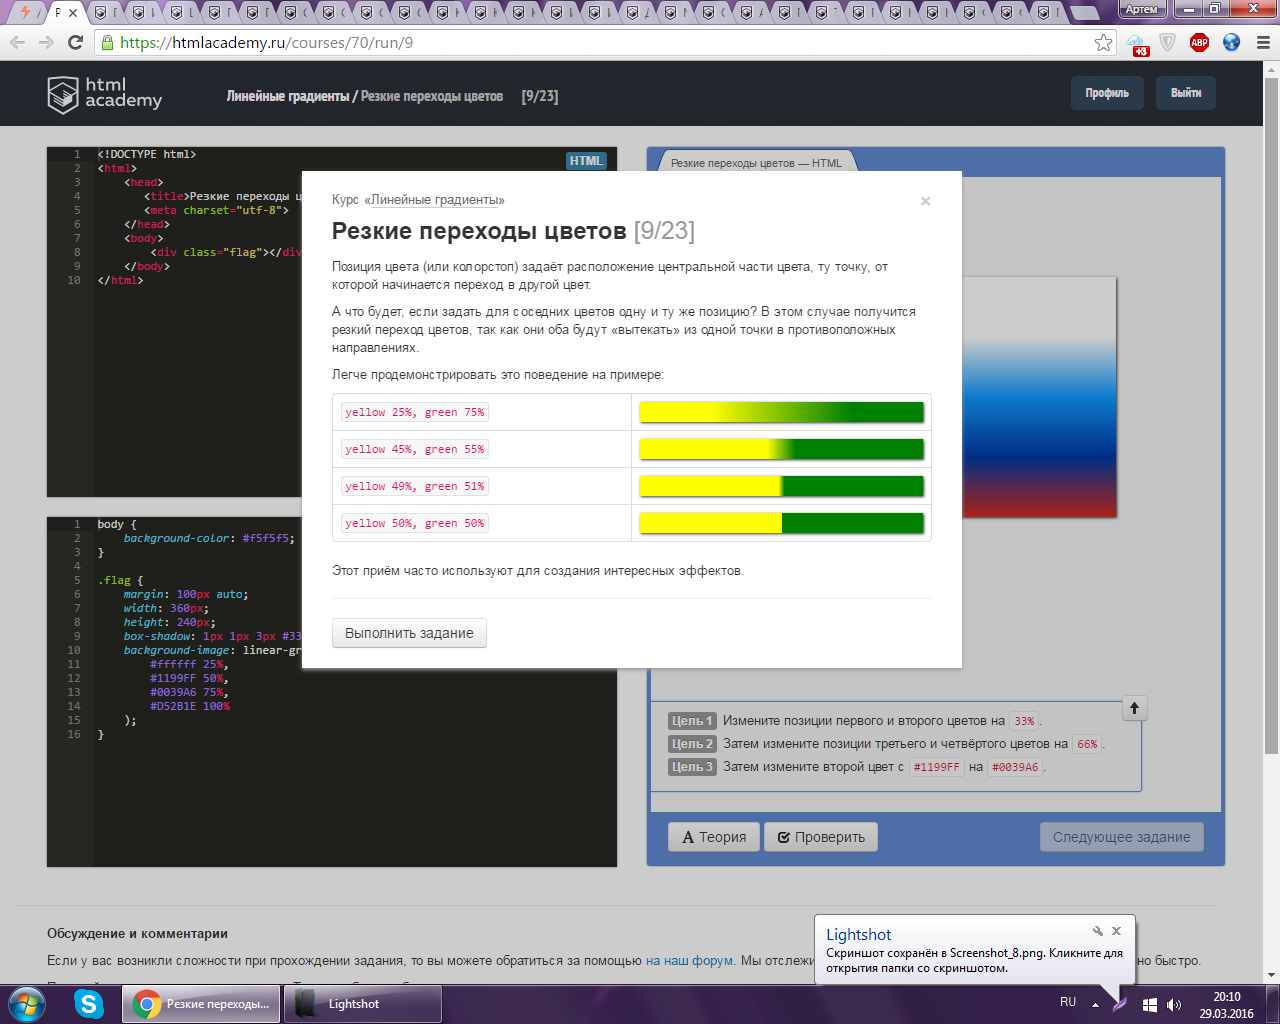 Артем
https://htmlacademy.ru/courses/70/run/9
+3
ABP
html
academy
Линейные градиенты / Резкие переходы цветов [9/23]
Профиль
Выйти
1 <!DOCTYPE html>
2 <html>
3 <head>
4 <title>Резкие переходы ц
5 <meta charset="utf-8">
6 </head>
7 <body>
8 <div class="flag"></div
9 </body>
10 </html>
HTML
Резкие переходы цветов — HTML
Курс «Линейные градиенты»
×
Резкие переходы цветов [9/23]
Позиция цвета (или колорстоп) задаёт расположение центральной части цвета, ту точку, от
которой начинается переход в другой цвет.
А что будет, если задать для соседних цветов одну и ту же позицию? В этом случае получится
резкий переход цветов, так как они оба будут «вытекать» из одной точки в противоположных
направлениях.
Легче продемонстрировать это поведение на примере:
yellow 25%, green 75%
yellow 45%, green 55%
yellow 49%, green 51%
yellow 50%, green 50%
Этот приём часто используют для создания интересных эффектов.
Выполнить задание
1 body {
2 background-color: #f5f5f5;
3 }
4
5 .flag {
6 margin: 100px auto;
7 width: 360px;
8 height: 240px;
9 box-shadow: 1px 1px 3px #33
10 background-image: linear-gr
11 #ffffff 25%,
12 #1199FF 50%,
13 #0039A6 75%,
14 #D52B1E 100%
15 );
16 }
Цель 1 Измените позиции первого и второго цветов на 33%.
Цель 2 Затем измените позиции третьего и четвёртого цветов на 66%.
Цель 3 Затем измените второй цвет с #1199FF на #0039A6.
Теория
Проверить
Следующее задание
Обсуждение и комментарии
Если у вас возникли сложности при прохождении задания, то вы можете обратиться за помощью на наш форум. Мы отслежи
но быстро.
Lightshot
Скриншот сохранён в Screenshot_8.png. Кликните для
открытия папки со скриншотом.
Резкие переходы...
Lightshot
RU
20:10
29.03.2016